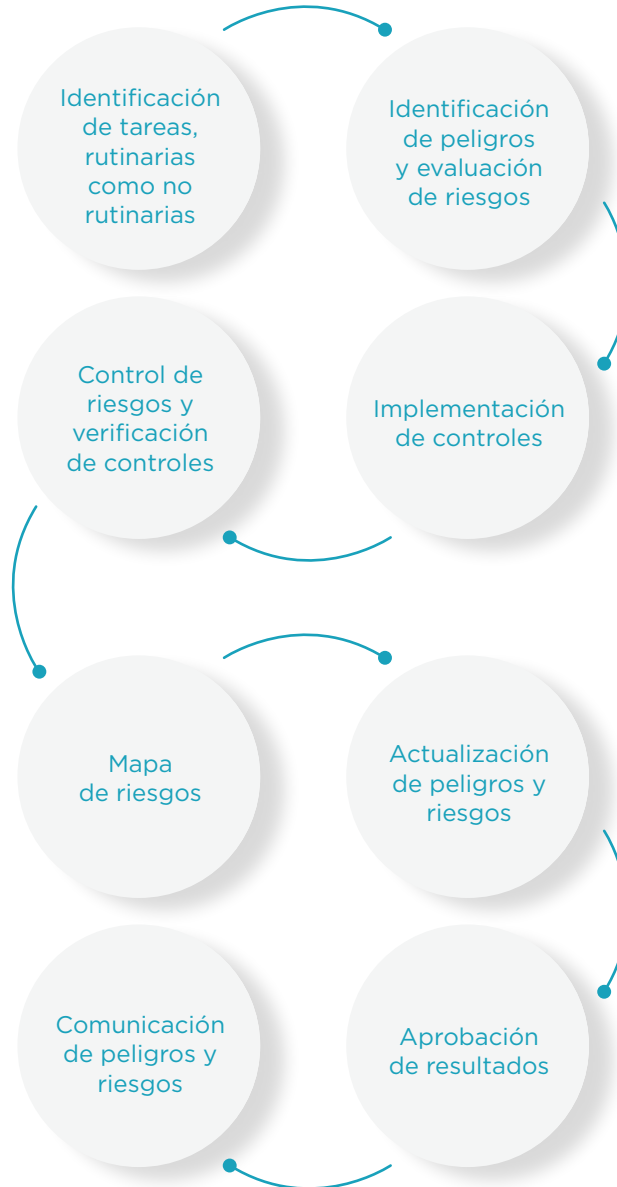 Identificación
de tareas,
rutinarias
como no
rutinarias
Identificación
de peligros
y evaluación
de riesgos
Implementación
de controles
Control de
riesgos y
verificación
de controles
Mapa
de riesgos
Actualización
de peligros y
riesgos
Aprobación
de resultados
Comunicación
de peligros y
riesgos